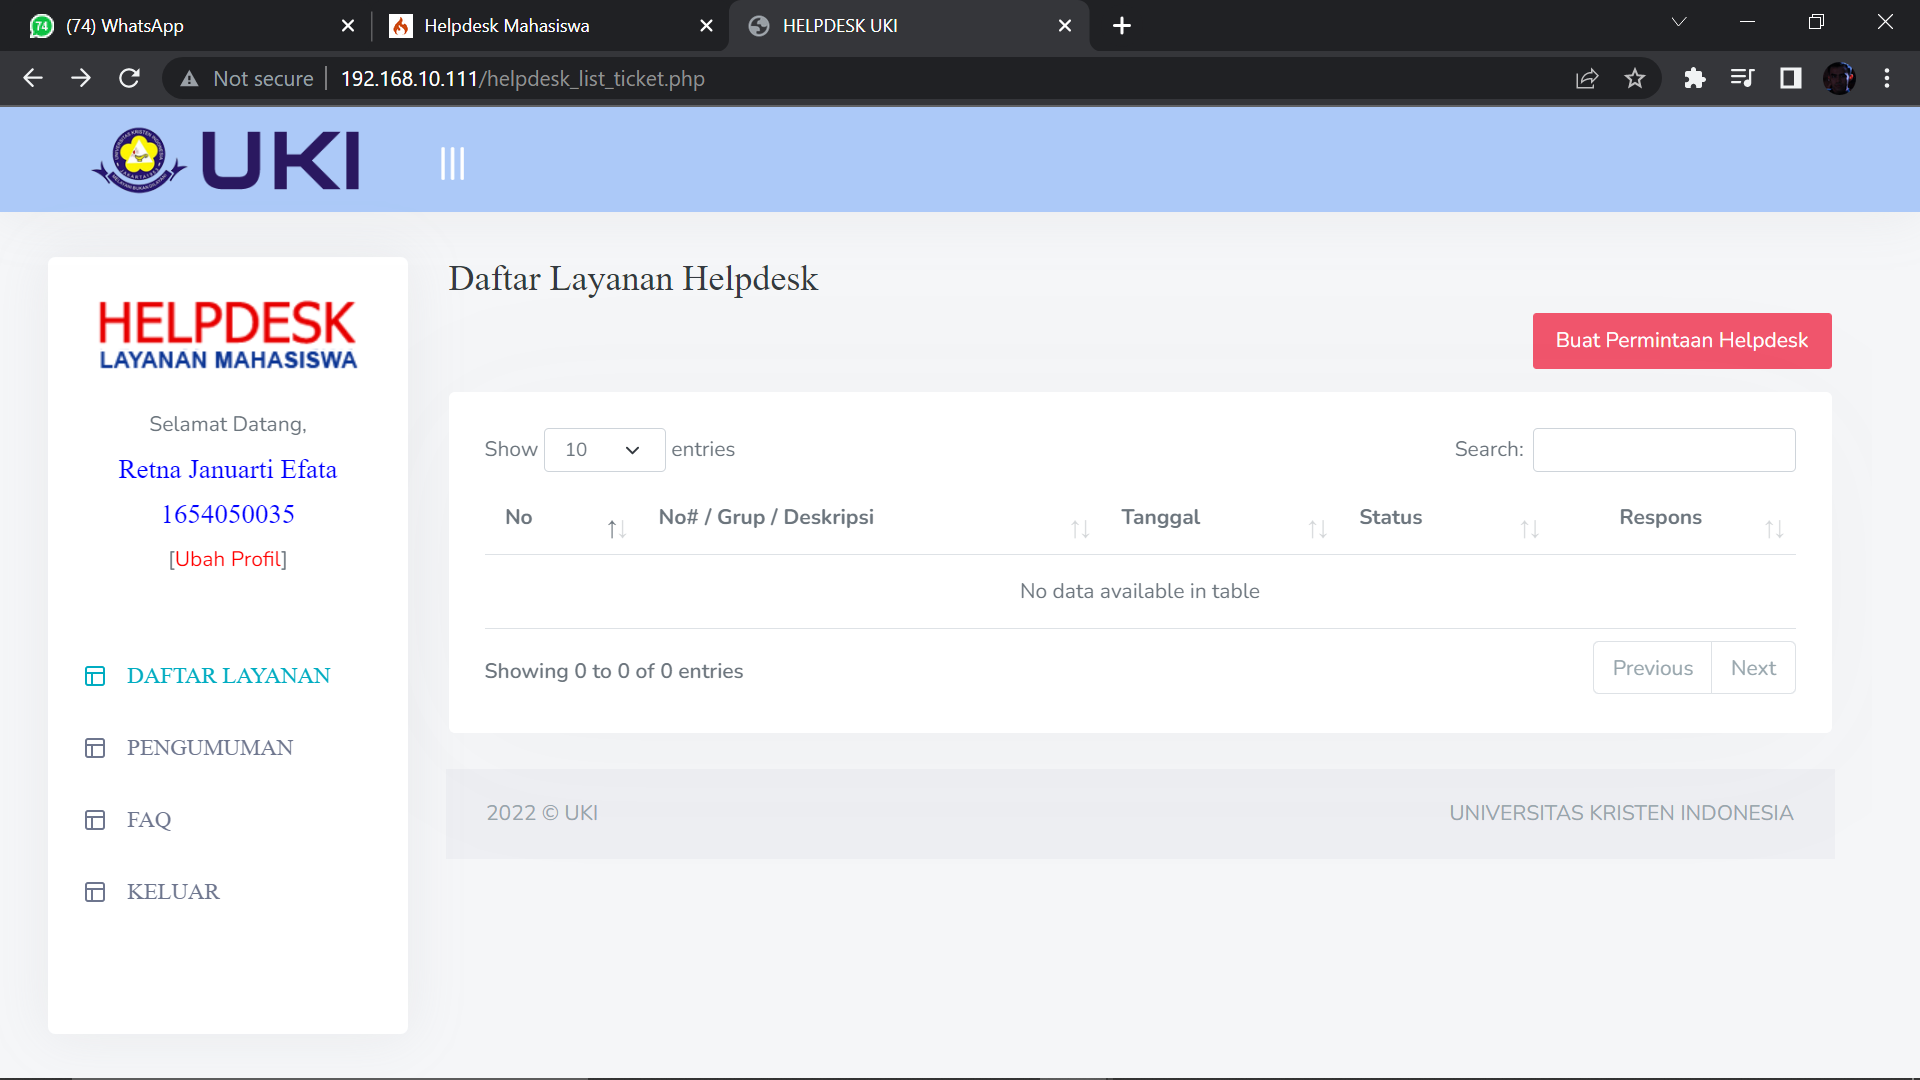 (74) WhatsApp
Helpdesk Mahasiswa
HELPDESK UKI
Not secure
192.168.10.111/helpdesk_list_ticket.php
UKI
HELPDESK
LAYANAN MAHASISWA
Selamat Datang,
Retna Januarti Efata
1654050035
[Ubah Profil]
DAFTAR LAYANAN
PENGUMUMAN
FAQ
KELUAR
Daftar Layanan Helpdesk
Buat Permintaan Helpdesk
Show 10 entries
Search:
No No# / Grup / Deskripsi Tanggal Status Respons
No data available in table
Showing 0 to 0 of 0 entries
Previous Next
2022 © UKI
UNIVERSITAS KRISTEN INDONESIA